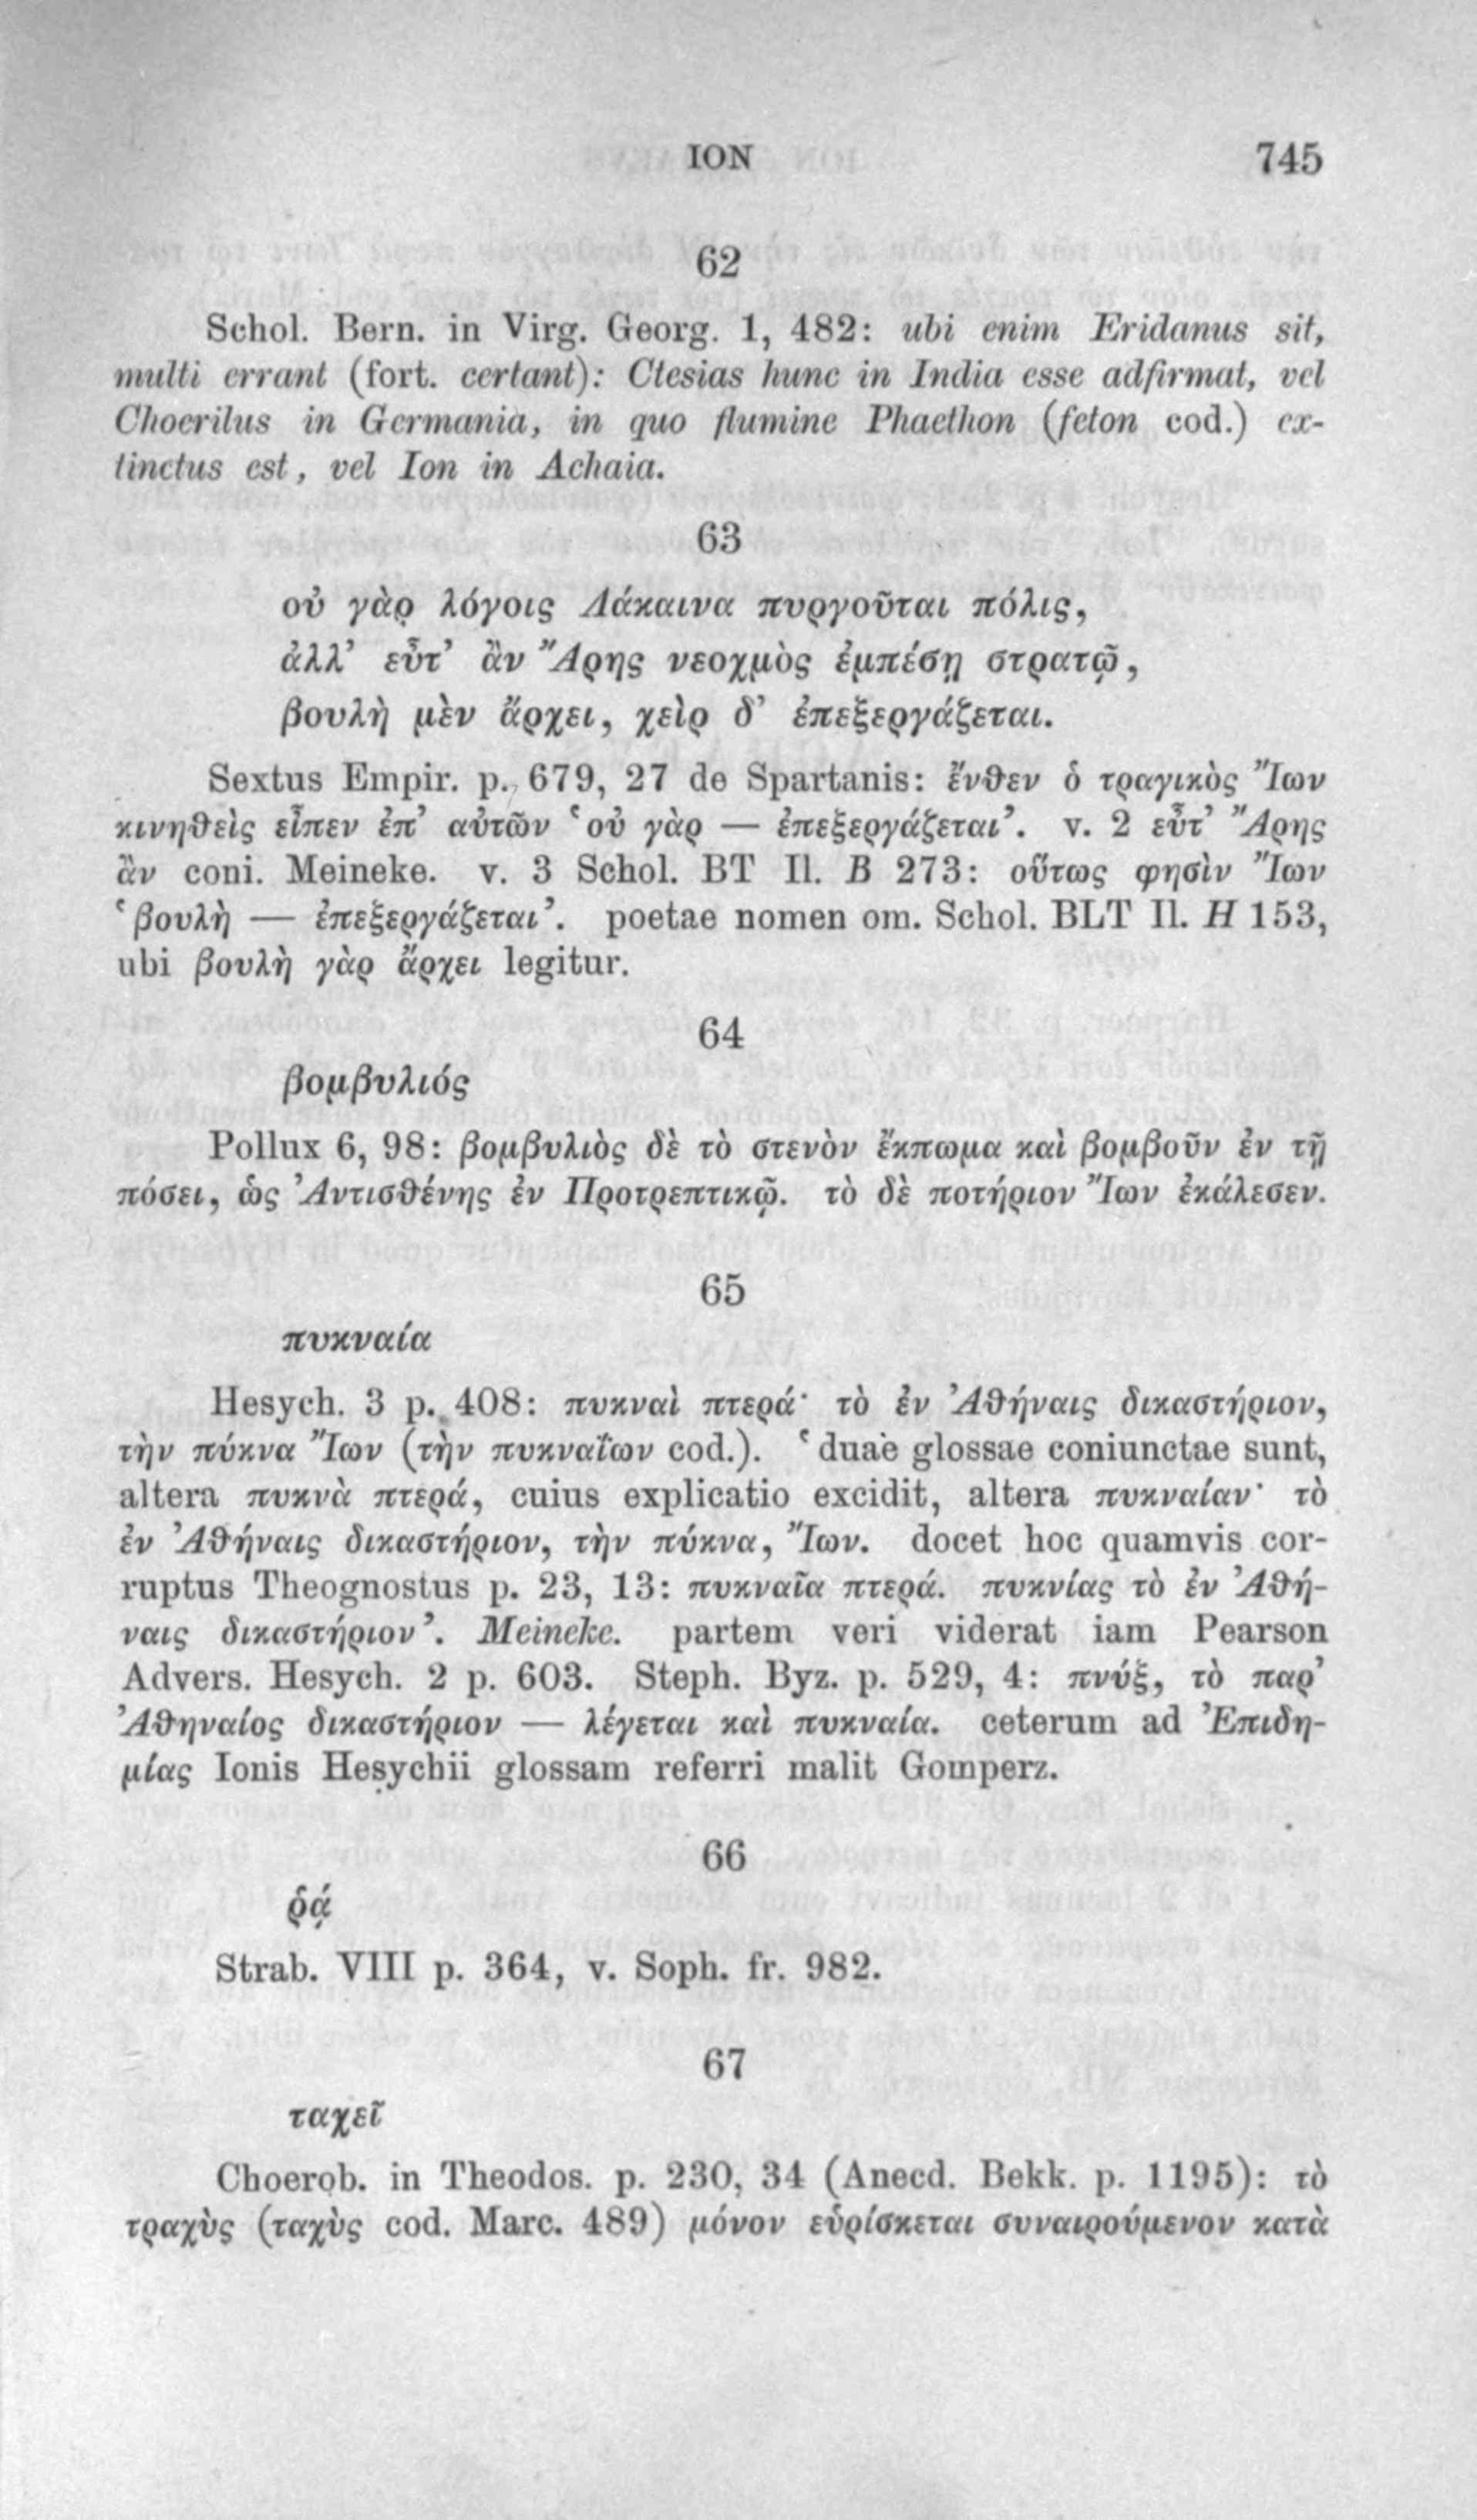 ION 745
62
Schol. Bern. in Virg. Georg. 1, 482: ubi enim Eridanus sit,
multi errant (fort. certant): Ctesias hunc in India esse adfirmat, vel
Choerilus in Germania, in quo flumine Phaethon (feton cod.) ex-
tinctus est, vel Ion in Achaia.
63
οὐ γὰρ λόγοις Λάκαινα πυργοῦται πόλις,
ἀλλ’ εὖτ’ ἂν Ἄρης νεοχμὸς ἐμπέσῃ στρατῷ,
βουλὴ μὲν ἄρχει, χεὶρ δ’ ἐπεξεργάζεται.
Sextus Empir. p. 679, 27 de Spartanis: ἔνθεν ὁ τραγικὸς Ἴων
κινηθεὶς εἶπεν ἐπ’ αὐτῶν ‘οὐ γὰρ — ἐπεξεργάζεται’. v. 2 εὖτ’ Ἄρης
ἂν coni. Meineke. v. 3 Schol. BT Il. B 273: οὕτως φησὶν Ἴων
‘βουλὴ — ἐπεξεργάζεται’. poetae nomen om. Schol. BLT Il. H 153,
ubi βουλὴ γὰρ ἄρχει legitur.
64
βομβυλιός
Pollux 6, 98: βομβυλιὸς δὲ τὸ στενὸν ἔκπωμα καὶ βομβοῦν ἐν τῇ
πόσει, ὡς Ἀντισθένης ἐν Προτρεπτικῷ. τὸ δὲ ποτήριον Ἴων ἐκάλεσεν.
65
πυκναία
Hesych. 3 p. 408: πυκναὶ πτερά· τὸ ἐν Ἀθήναις δικαστήριον,
τὴν πύκνα Ἴων (τὴν πυκναΐων cod.). ‘duae glossae coniunctae sunt,
altera πυκνὰ πτερά, cuius explicatio excidit, altera πυκναίαν· τὸ
ἐν Ἀθήναις δικαστήριον, τὴν πύκνα, Ἴων. docet hoc quamvis cor-
ruptus Theognostus p. 23, 13: πυκναῖα πτερά. πυκνίας τὸ ἐν Ἀθή-
ναις δικαστήριον’. Meineke. partem veri viderat iam Pearson
Advers. Hesych. 2 p. 603. Steph. Byz. p. 529, 4: πνύξ, τὸ παρ’
Ἀθηναίος δικαστήριον — λέγεται καὶ πυκναία. ceterum ad Ἐπιδη-
μίας Ionis Hesychii glossam referri malit Gomperz.
66
ῥᾴ
Strab. VIII p. 364, v. Soph. fr. 982.
67
ταχεῖ
Choerob. in Theodos. p. 230, 34 (Anecd. Bekk. p. 1195): τὸ
τραχὺς (ταχὺς cod. Marc. 489) μόνον εὑρίσκεται συναιρούμενον κατὰ